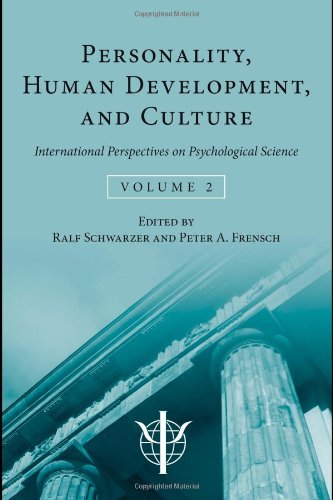 Personality,
Human Development,
and Culture
International Perspectives on Psychological Science
Volume 2
Edited by
Ralf Schwarzer and Peter A. Frensch